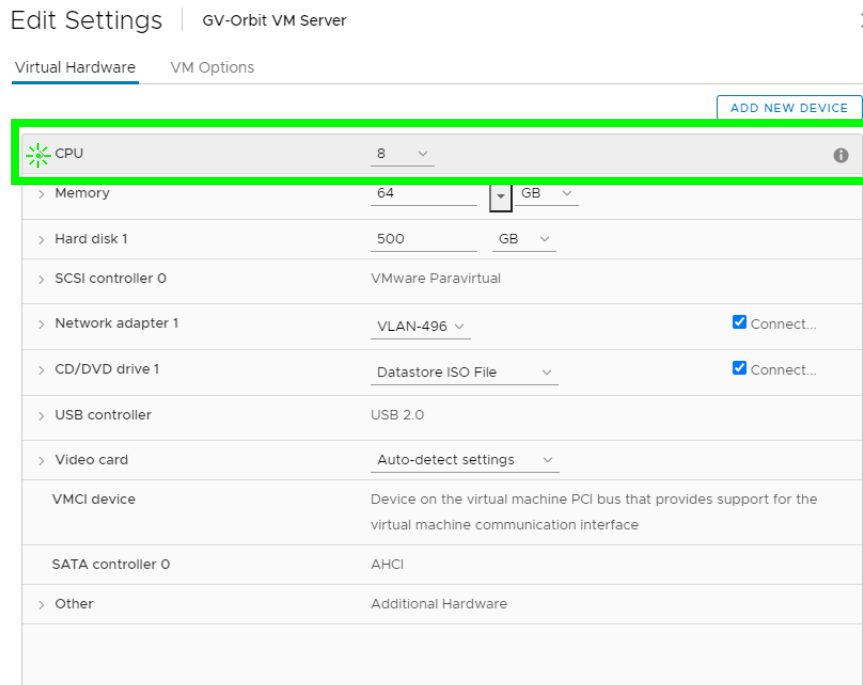 Edit Settings GV-Orbit VM Server
Virtual Hardware VM Options
ADD NEW DEVICE
CPU 8
Memory 64 GB
Hard disk 1 500 GB
SCSI controller 0 VMware Paravirtual
Network adapter 1 VLAN-496 Connect...
CD/DVD drive 1 Datastore ISO File Connect...
USB controller USB 2.0
Video card Auto-detect settings
VMCI device Device on the virtual machine PCI bus that provides support for the
virtual machine communication interface
SATA controller 0 AHCI
Other Additional Hardware